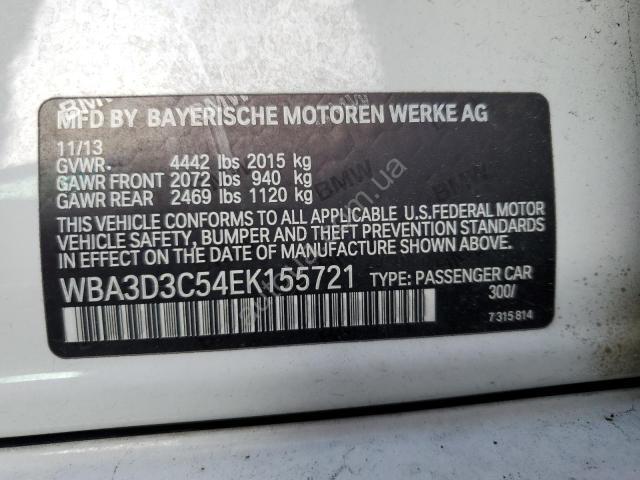 MFD BY BAYERISCHE MOTOREN WERKE AG
11/13
GVWR. 4442 lbs 2015 kg
GAWR FRONT 2072 lbs 940 kg
GAWR REAR 2469 lbs 1120 kg
THIS VEHICLE CONFORMS TO ALL APPLICABLE U.S.FEDERAL MOTOR
VEHICLE SAFETY, BUMPER AND THEFT PREVENTION STANDARDS
IN EFFECT ON THE DATE OF MANUFACTURE SHOWN ABOVE.
WBA3D3C54EK155721 TYPE: PASSENGER CAR
300/
7315814